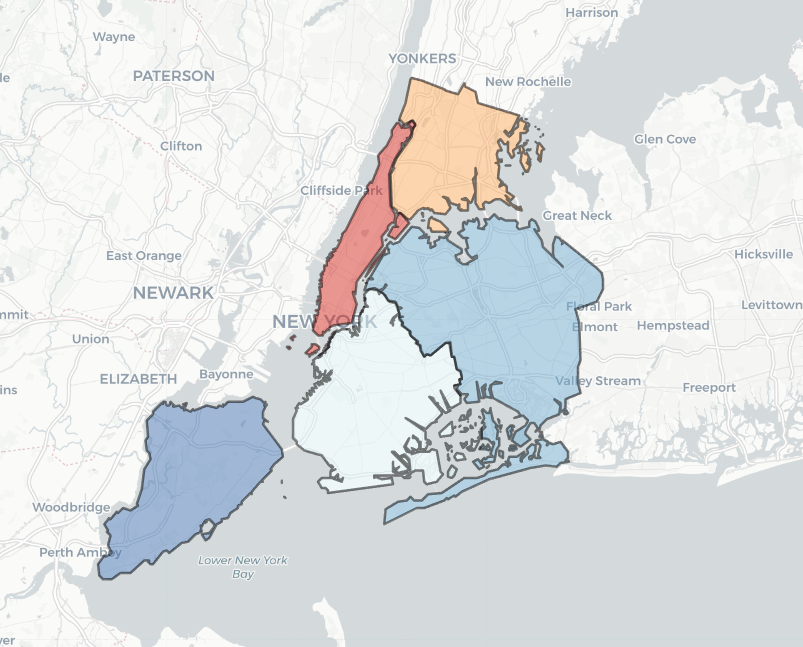 Harrison
Wayne
YONKERS
PATERSON
New Rochelle
Glen Cove
Clifton
Cliffside Park
Great Neck
East Orange
Hicksville
NEWARK
Floral Park
Levittown
mmit
NEW YORK
Elmont
Hempstead
Union
ELIZABETH
Bayonne
Valley Stream
Freeport
Woodbridge
Perth Amboy
Lower New York
Bay